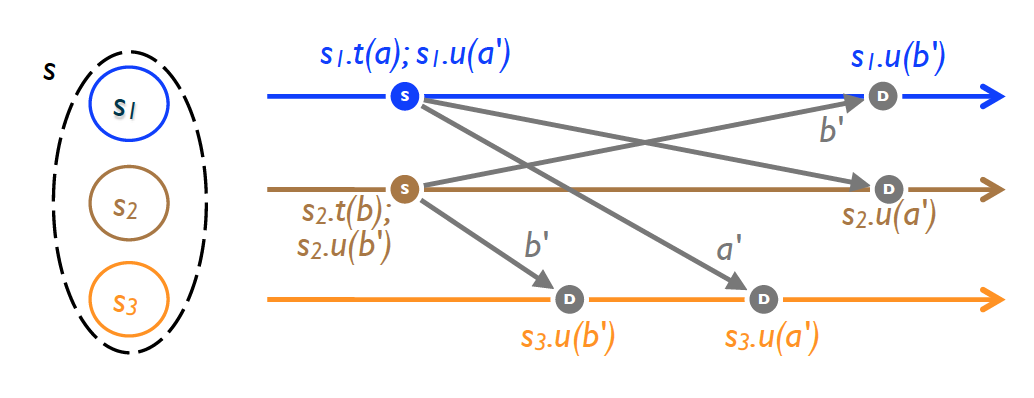 s
s₁
s₂
s₃
s₁.t(a); s₁.u(a')
s₁.u(b')
S
D
b'
S
D
s₂.t(b);
s₂.u(b')
s₂.u(a')
b'
a'
D
D
s₃.u(b')
s₃.u(a')